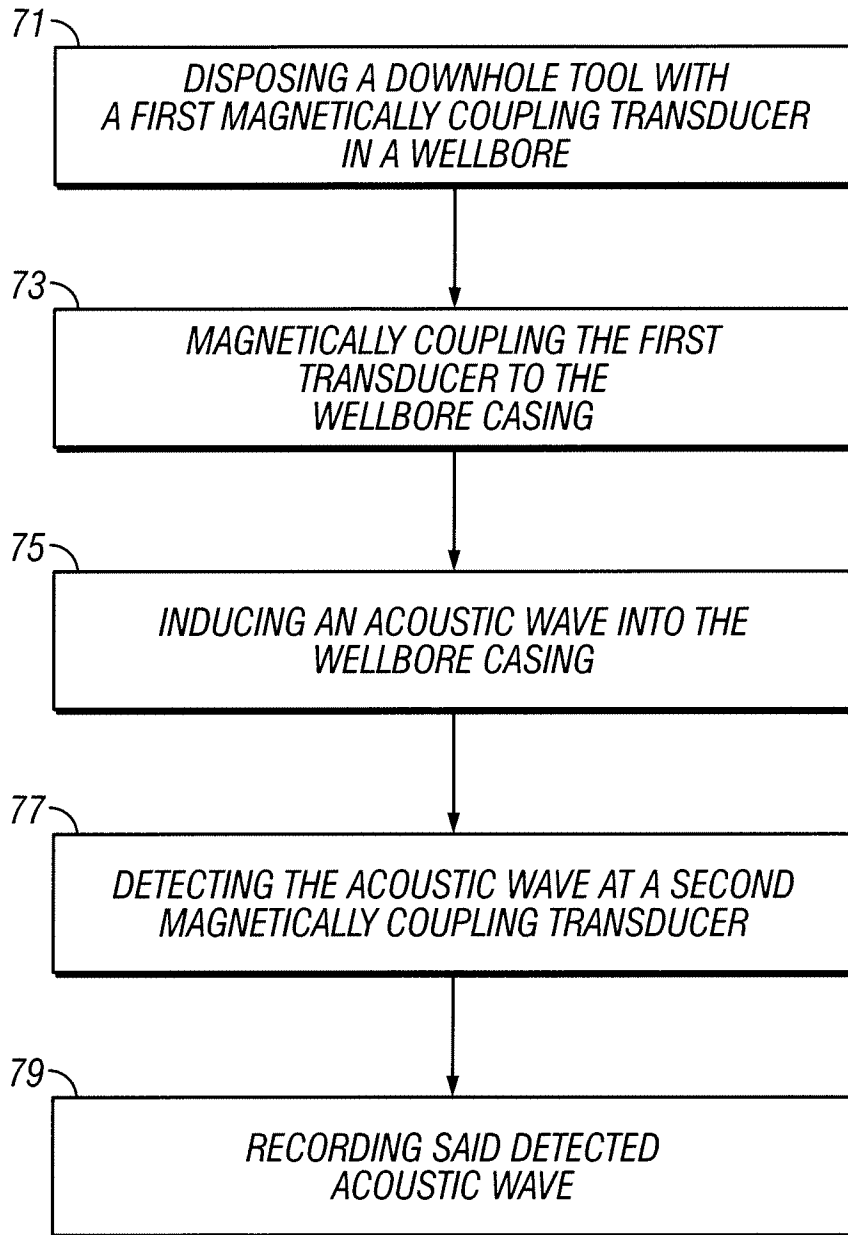 71
DISPOSING A DOWNHOLE TOOL WITH
A FIRST MAGNETICALLY COUPLING TRANSDUCER
IN A WELLBORE
73
MAGNETICALLY COUPLING THE FIRST
TRANSDUCER TO THE
WELLBORE CASING
75
INDUCING AN ACOUSTIC WAVE INTO THE
WELLBORE CASING
77
DETECTING THE ACOUSTIC WAVE AT A SECOND
MAGNETICALLY COUPLING TRANSDUCER
79
RECORDING SAID DETECTED
ACOUSTIC WAVE